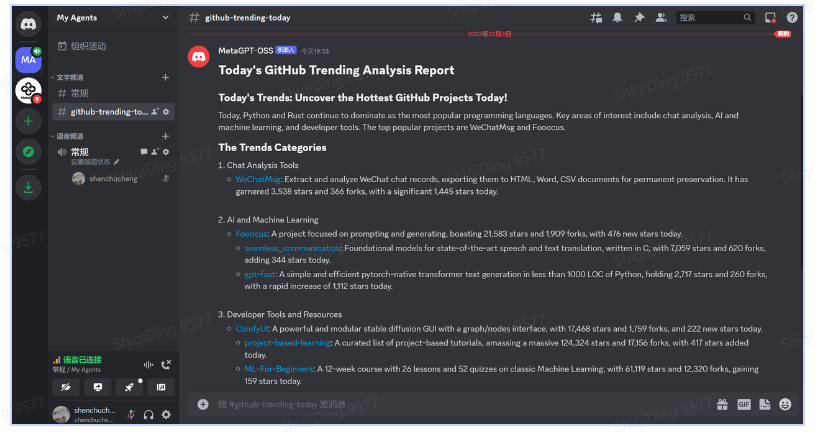 My Agents
组织活动
文字频道
常规
github-trending-to...
语音频道
常规
设置频道状态
shenchucheng
语音已连接
常规 / My Agents
shenchuch...
shenchuche...
MA
9
github-trending-today
搜索
2023年12月3日
新的
MetaGPT-OSS 机器人 今天19:53
Today's GitHub Trending Analysis Report
Today's Trends: Uncover the Hottest GitHub Projects Today!
Today, Python and Rust continue to dominate as the most popular programming languages. Key areas of interest include chat analysis, AI and
machine learning, and developer tools. The top popular projects are WeChatMsg and Fooocus.
The Trends Categories
1. Chat Analysis Tools
WeChatMsg: Extract and analyze WeChat chat records, exporting them to HTML, Word, CSV documents for permanent preservation. It has
garnered 3,538 stars and 366 forks, with a significant 1,445 stars today.
2. AI and Machine Learning
Fooocus: A project focused on prompting and generating, boasting 21,583 stars and 1,909 forks, with 476 new stars today.
seamless_communication: Foundational models for state-of-the-art speech and text translation, written in C, with 7,059 stars and 620 forks,
adding 344 stars today.
gpt-fast: A simple and efficient pytorch-native transformer text generation in less than 1000 LOC of Python, holding 2,717 stars and 260 forks,
with a rapid increase of 1,112 stars today.
3. Developer Tools and Resources
ComfyUI: A powerful and modular stable diffusion GUI with a graph/nodes interface, with 17,468 stars and 1,759 forks, and 222 new stars today.
project-based-learning: A curated list of project-based tutorials, amassing a massive 124,324 stars and 17,156 forks, with 417 stars added
today.
ML-For-Beginners: A 12-week course with 26 lessons and 52 quizzes on classic Machine Learning, with 61,119 stars and 12,320 forks, gaining
159 stars today.
给 #github-trending-today 发消息
GIF
ShiqiDing 9577